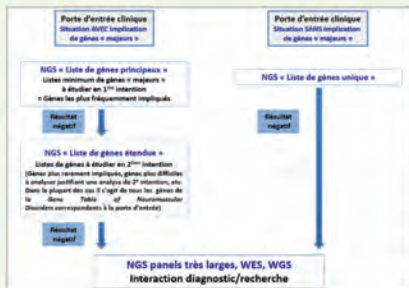 Porte d'entrée clinique
Situation AVEC implication
de gènes « majeurs »
Porte d'entrée clinique
Situation SANS implication
de gènes « majeurs »
NGS « Liste de gènes principaux »
Listes minimum de gènes « majeurs »
à étudier en 1ère intention
= Gènes les plus fréquemment impliqués
NGS « Liste de gènes unique »
Résultat
négatif
Résultat
négatif
NGS « Liste de gènes étendue »
Listes de gènes à étudier en 2ème intention
(Gènes plus rarement impliqués, gènes plus difficiles
à analyser justifiant une analyse de 2e intention, etc.
Dans la plupart des cas il s'agit de tous les gènes de
la Gene Table of Neuromuscular
Disorders correspondants à la porte d'entrée)
Résultat
négatif
NGS panels très larges, WES, WGS
Interaction diagnostic/recherche